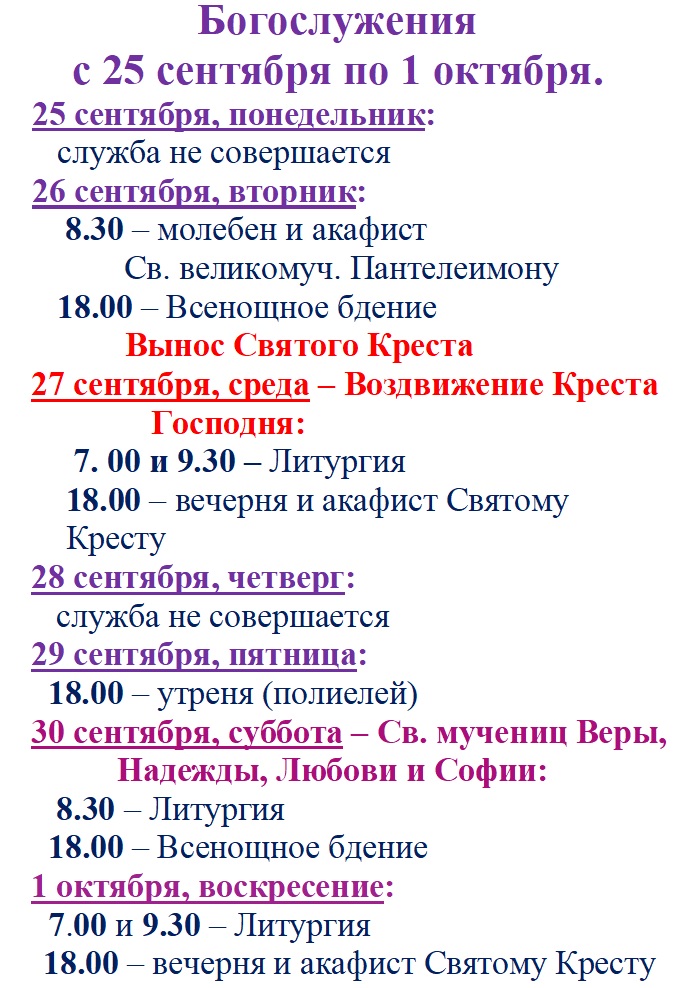 Богослужения
с 25 сентября по 1 октября.
25 сентября, понедельник:
служба не совершается
26 сентября, вторник:
8.30 – молебен и акафист
Св. великомуч. Пантелеимону
18.00 – Всенощное бдение
Вынос Святого Креста
27 сентября, среда – Воздвижение Креста
Господня:
7. 00 и 9.30 – Литургия
18.00 – вечерня и акафист Святому
Кресту
28 сентября, четверг:
служба не совершается
29 сентября, пятница:
18.00 – утреня (полиелей)
30 сентября, суббота – Св. мучениц Веры,
Надежды, Любови и Софии:
8.30 – Литургия
18.00 – Всенощное бдение
1 октября, воскресение:
7.00 и 9.30 – Литургия
18.00 – вечерня и акафист Святому Кресту